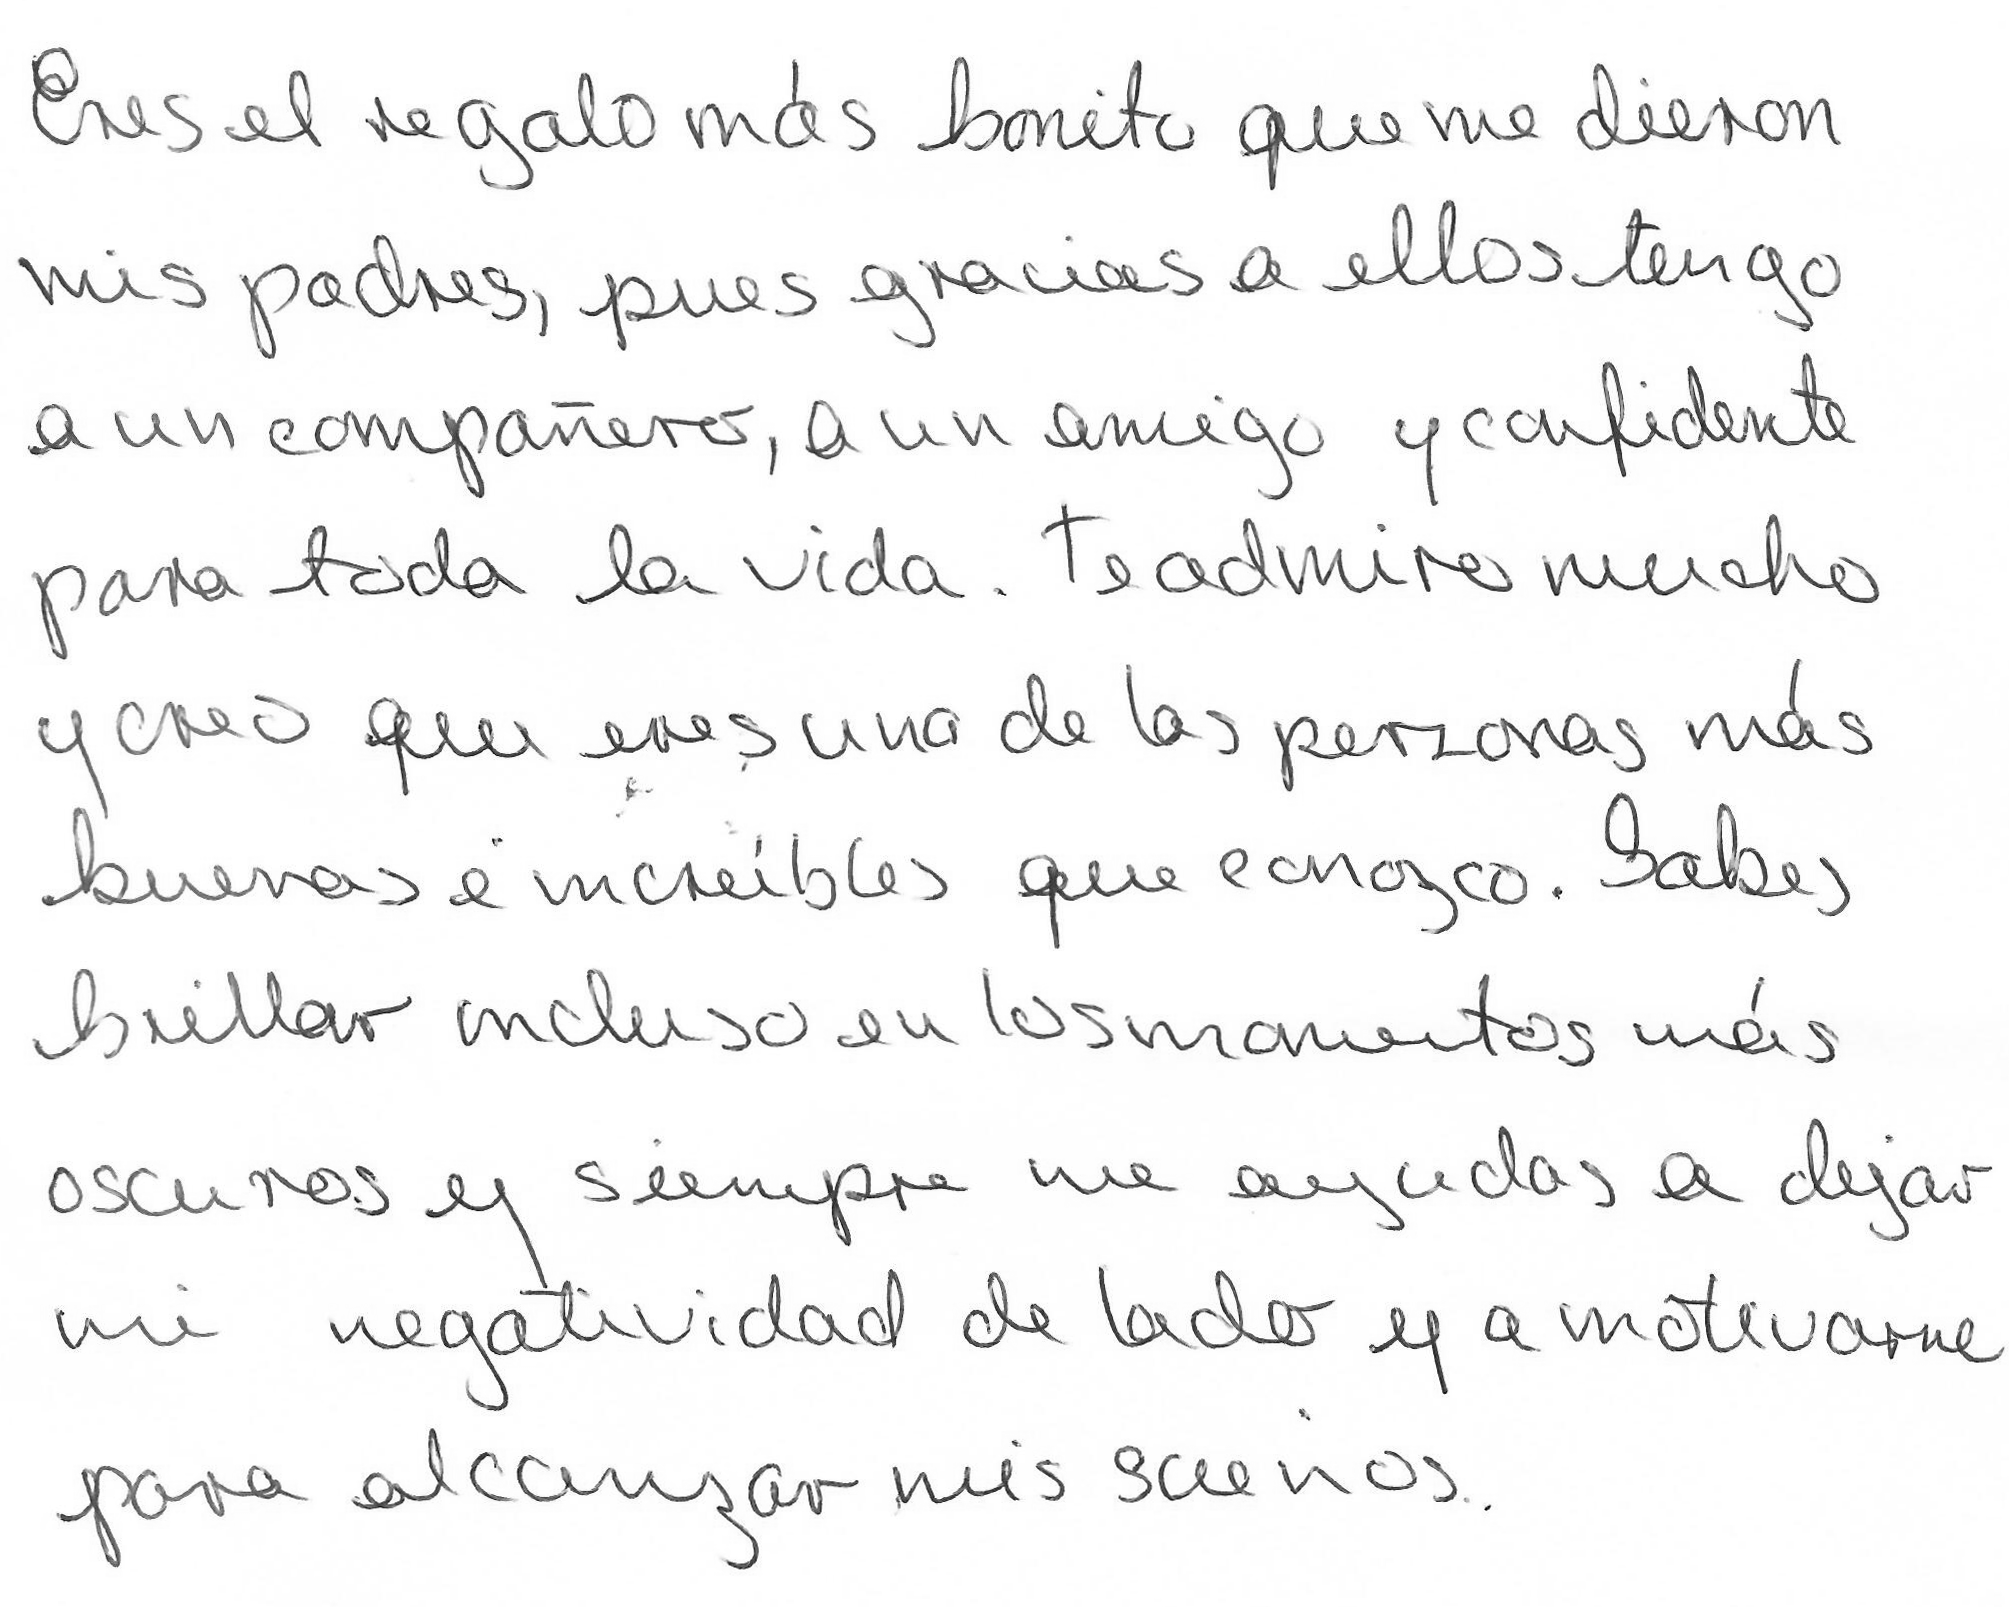 Eres el regalo más bonito que me dieron
mis padres, pues gracias a ellos tengo
a un compañero, a un amigo y confidente
para toda la vida. Te admiro mucho
y creo que eres una de las personas más
buenas e increíbles que conozco. Sabes
brillar incluso en los momentos más
oscuros y siempre me ayudas a dejar
mi negatividad de lado y a motivarme
para alcanzar mis sueños.